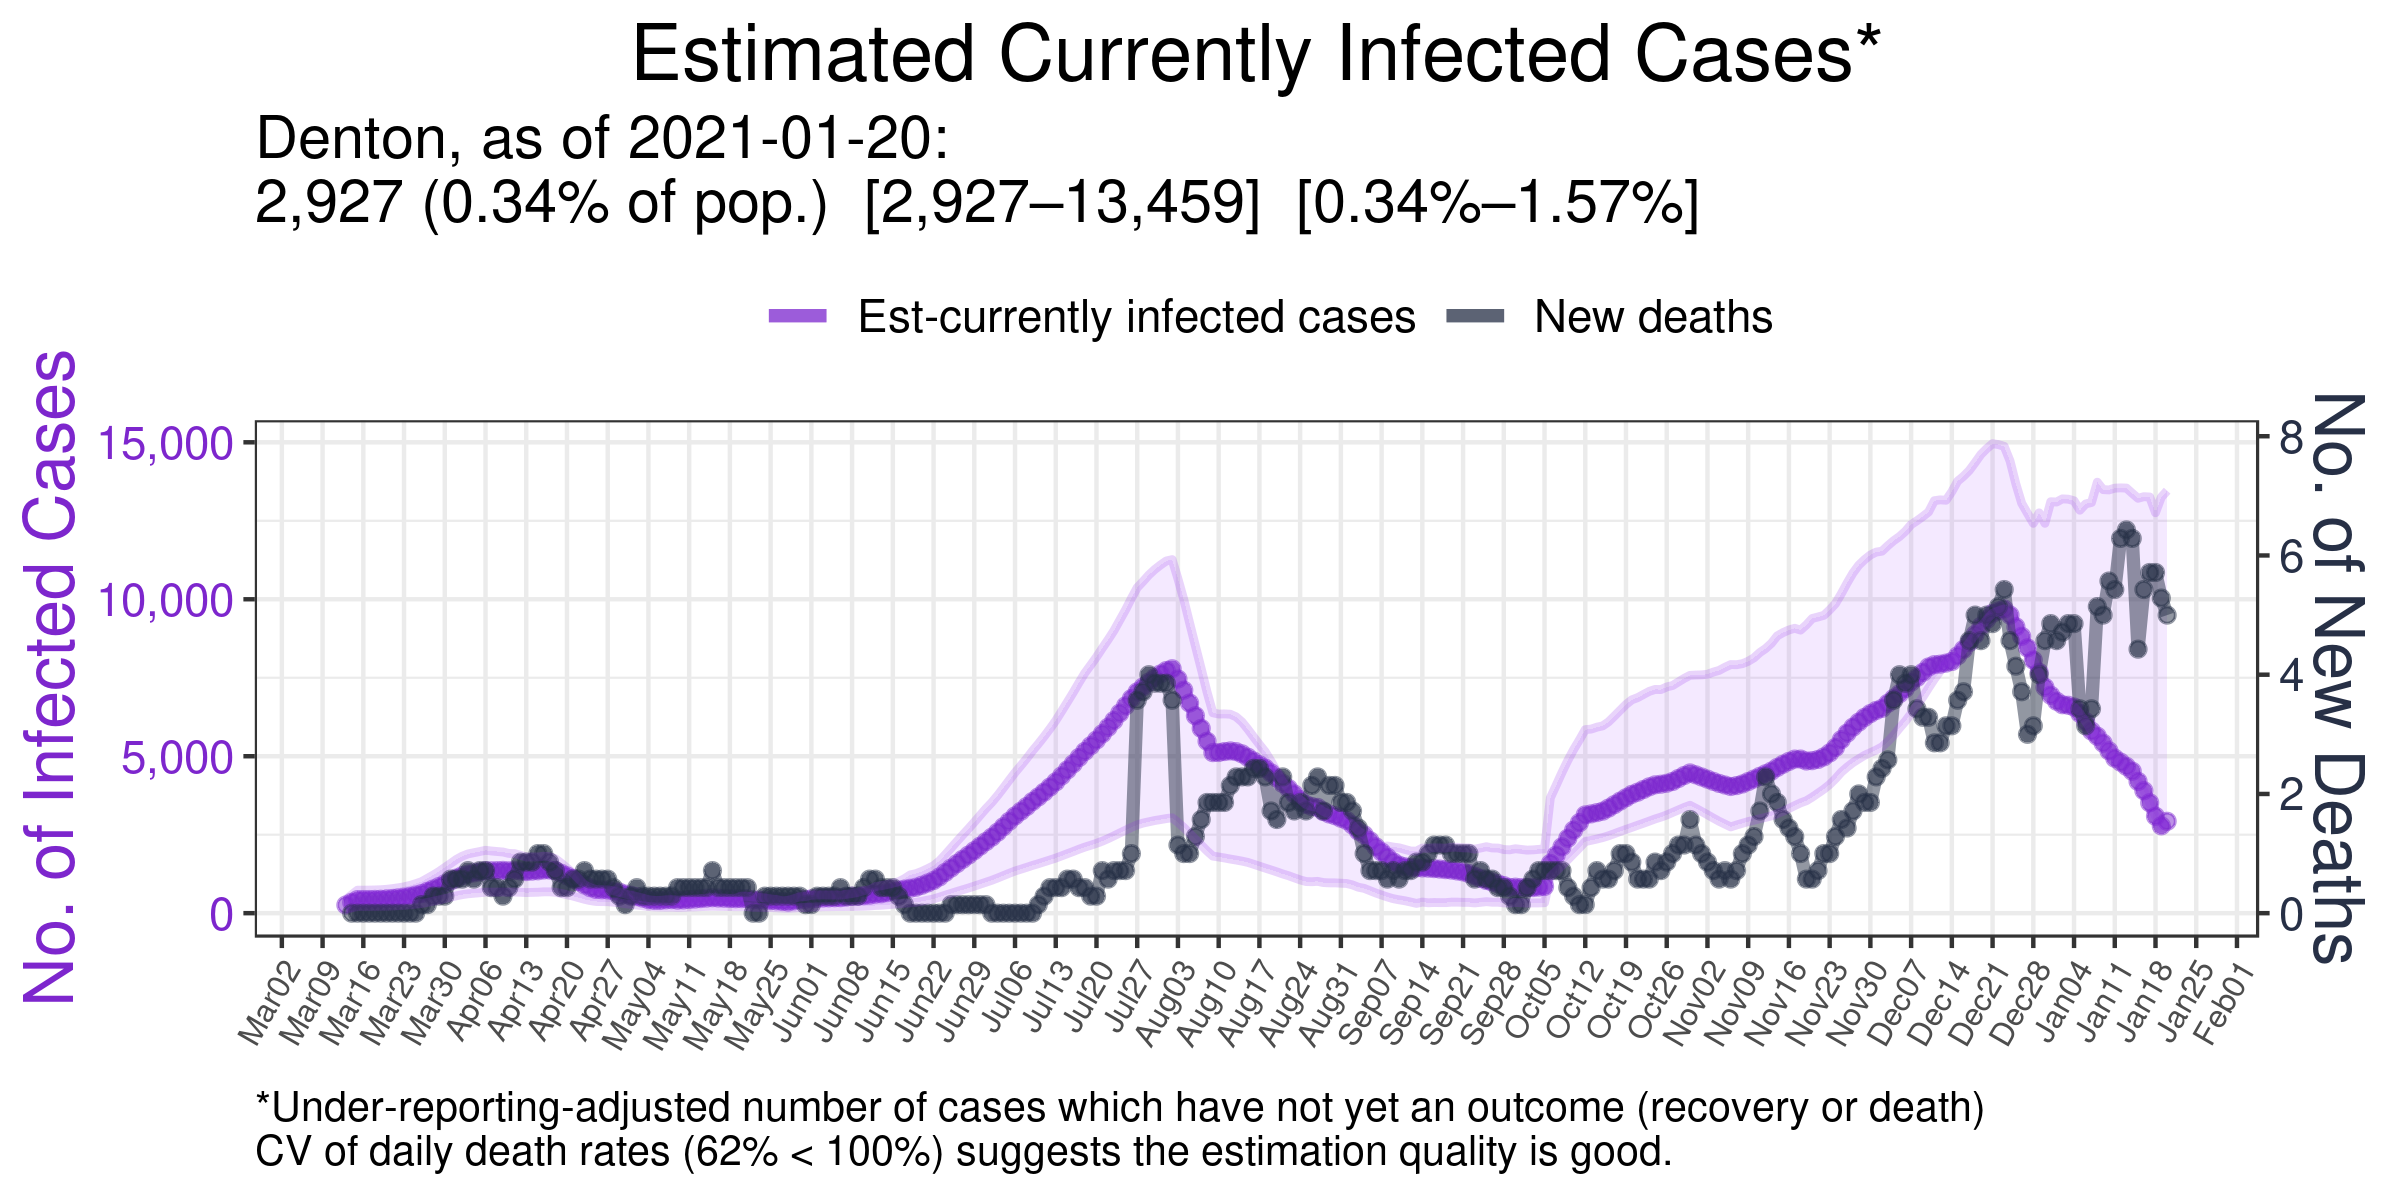 Estimated Currently Infected Cases*
Denton, as of 2021-01-20:
2,927 (0.34% of pop.)  [2,927–13,459]  [0.34%–1.57%]
Est-currently infected cases
New deaths
No. of Infected Cases
15,000
10,000
5,000
0
8
6
4
2
0
No. of New Deaths
Mar02
Mar09
Mar16
Mar23
Mar30
Apr06
Apr13
Apr20
Apr27
May04
May11
May18
May25
Jun01
Jun08
Jun15
Jun22
Jun29
Jul06
Jul13
Jul20
Jul27
Aug03
Aug10
Aug17
Aug24
Aug31
Sep07
Sep14
Sep21
Sep28
Oct05
Oct12
Oct19
Oct26
Nov02
Nov09
Nov16
Nov23
Nov30
Dec07
Dec14
Dec21
Dec28
Jan04
Jan11
Jan18
Jan25
Feb01
*Under-reporting-adjusted number of cases which have not yet an outcome (recovery or death)
CV of daily death rates (62% < 100%) suggests the estimation quality is good.